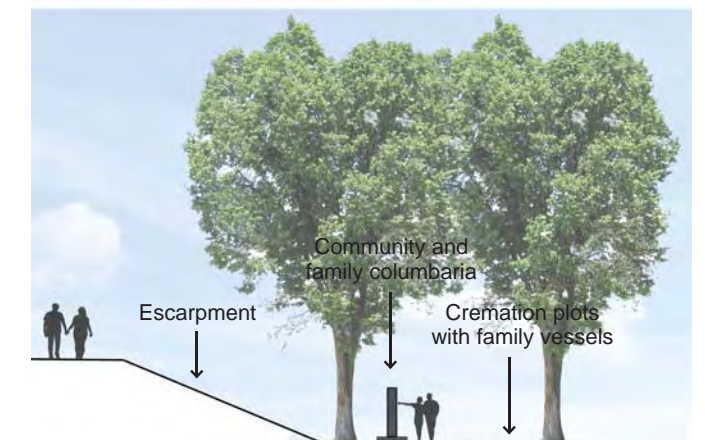 Community and
family columbaria
Escarpment
Cremation plots
with family vessels